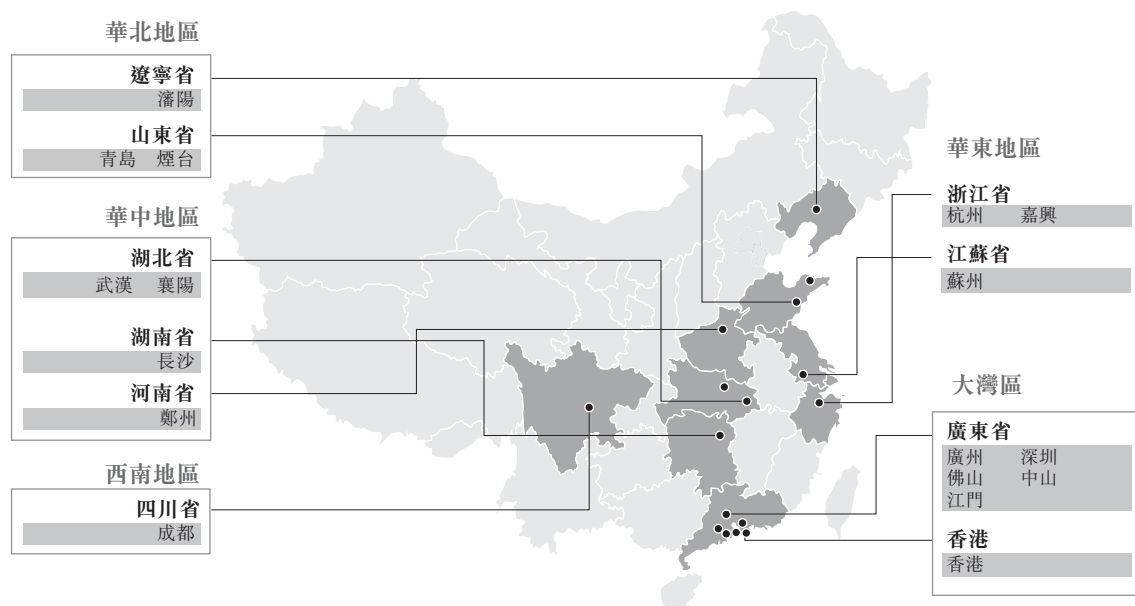 華北地區
遼寧省
瀋陽
山東省
青島 煙台
華中地區
湖北省
武漢 襄陽
湖南省
長沙
河南省
鄭州
西南地區
四川省
成都
華東地區
浙江省
杭州 嘉興
江蘇省
蘇州
大灣區
廣東省
廣州 深圳
佛山 中山
江門
香港
香港